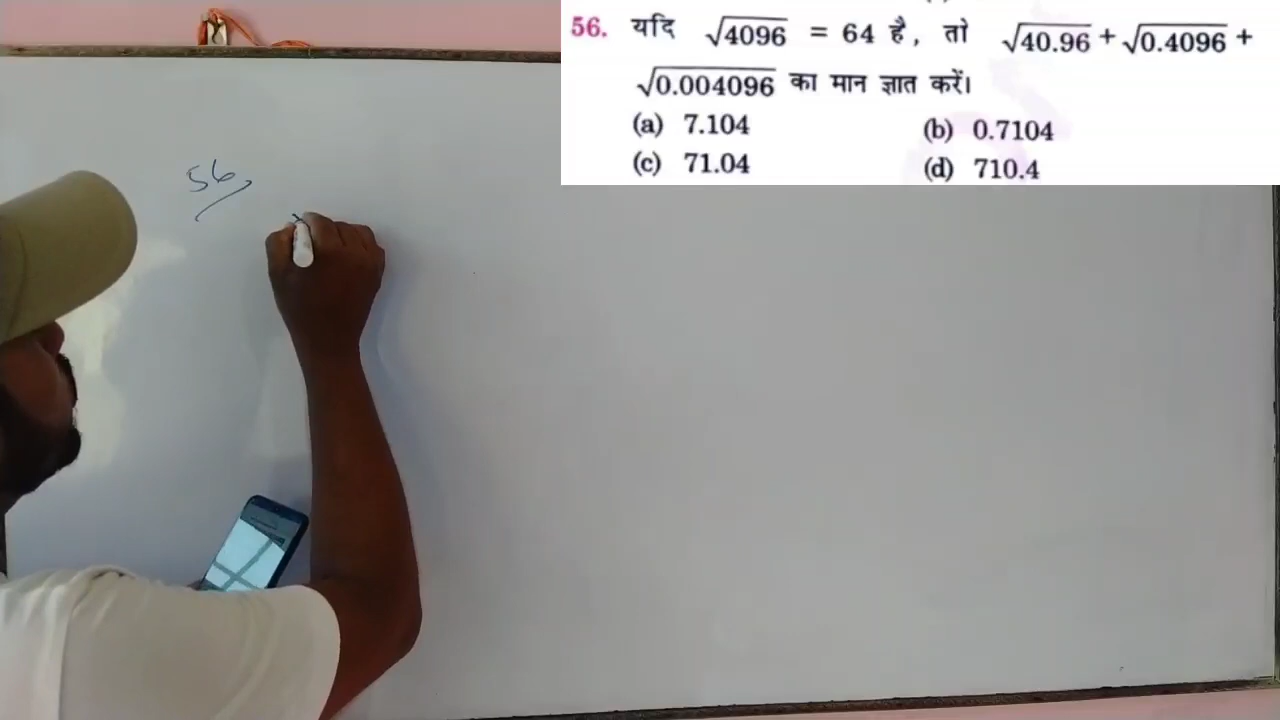 56. यदि √4096 = 64 है, तो √40.96 + √0.4096 +
√0.004096 का मान ज्ञात करें।
(a) 7.104 (b) 0.7104
(c) 71.04 (d) 710.4
56